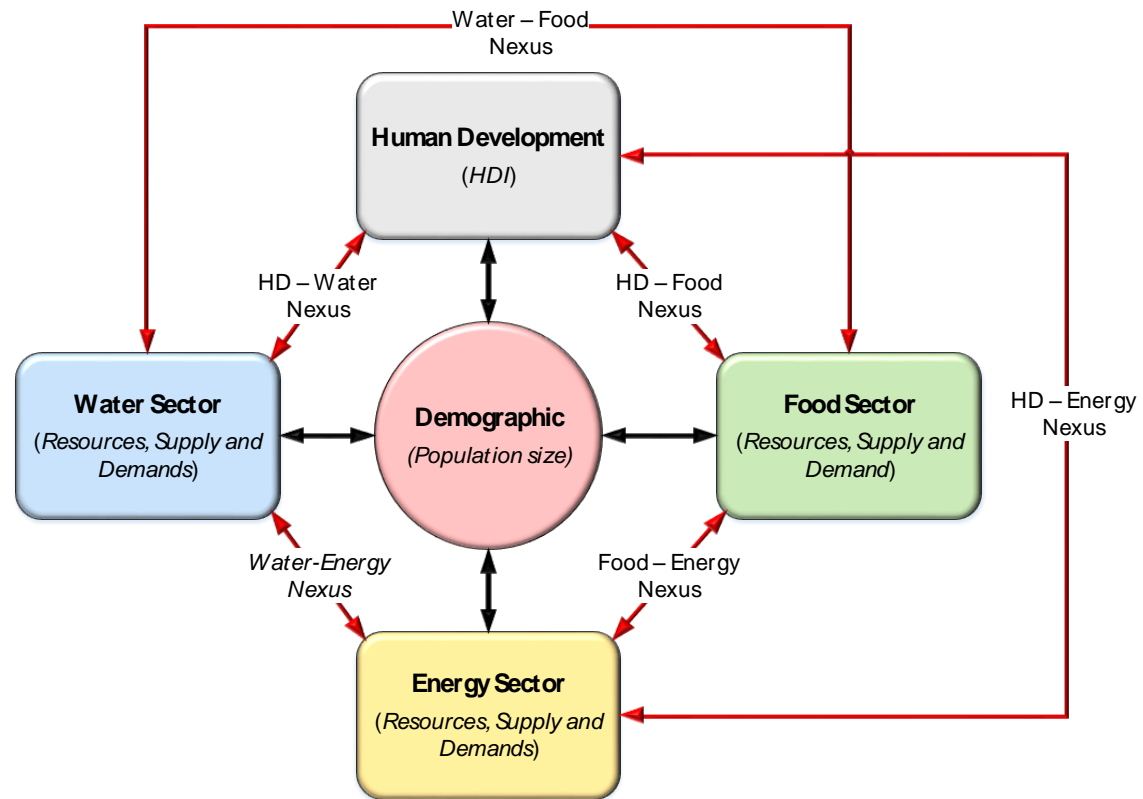 Water – Food
Nexus
Human Development
(HDI)
HD – Water
Nexus
HD – Food
Nexus
Water Sector
(Resources, Supply and
Demands)
Demographic
(Population size)
Food Sector
(Resources, Supply and
Demand)
HD – Energy
Nexus
Water-Energy
Nexus
Food – Energy
Nexus
Energy Sector
(Resources, Supply and
Demands)